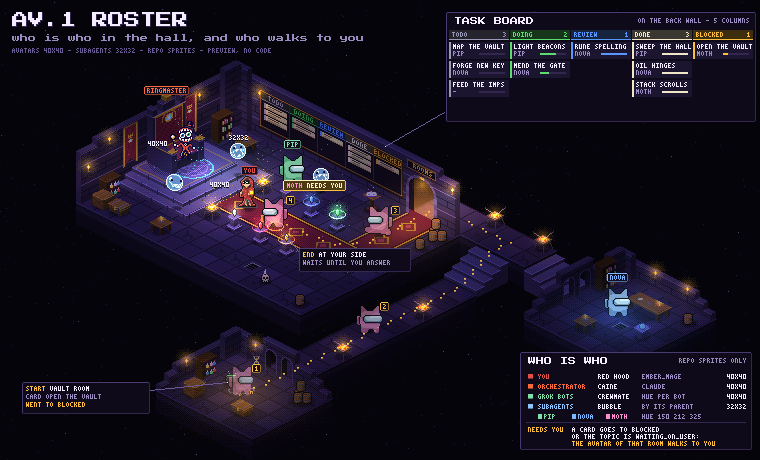 AV.1 ROSTER
who is who in the hall, and who walks to you
AVATARS 40X40 - SUBAGENTS 32X32 - REPO SPRITES - PREVIEW, NO CODE
TASK BOARD
ON THE BACK WALL - 5 COLUMNS
TODO 3
DOING 2
REVIEW 1
DONE 3
BLOCKED 1
MAP THE VAULT
PIP
FORGE NEW KEY
NOVA
FEED THE IMPS
-
LIGHT BEACONS
PIP
MEND THE GATE
NOVA
RUNE SPELLING
NOVA
SWEEP THE HALL
PIP
OIL HINGES
NOVA
STACK SCROLLS
MOTH
OPEN THE VAULT
MOTH
RINGMASTER
40X40
32X32
40X40
YOU
PIP
MOTH NEEDS YOU
TODO
DOING
REVIEW
DONE
BLOCKED
ROOMS
4
3
END AT YOUR SIDE
WAITS UNTIL YOU ANSWER
NOVA
2
1
START VAULT ROOM
CARD OPEN THE VAULT
WENT TO BLOCKED
WHO IS WHO
REPO SPRITES ONLY
YOU RED HOOD EMBER_MAGE 40X40
ORCHESTRATOR CAINE CLAUDE 40X40
GROK BOTS CREWMATE HUE PER BOT 40X40
SUBAGENTS BUBBLE BY ITS PARENT 32X32
PIP NOVA MOTH HUE 150 212 325
NEEDS YOU A CARD GOES TO BLOCKED
OR THE TOPIC IS WAITING_ON_USER:
THE AVATAR OF THAT ROOM WALKS TO YOU